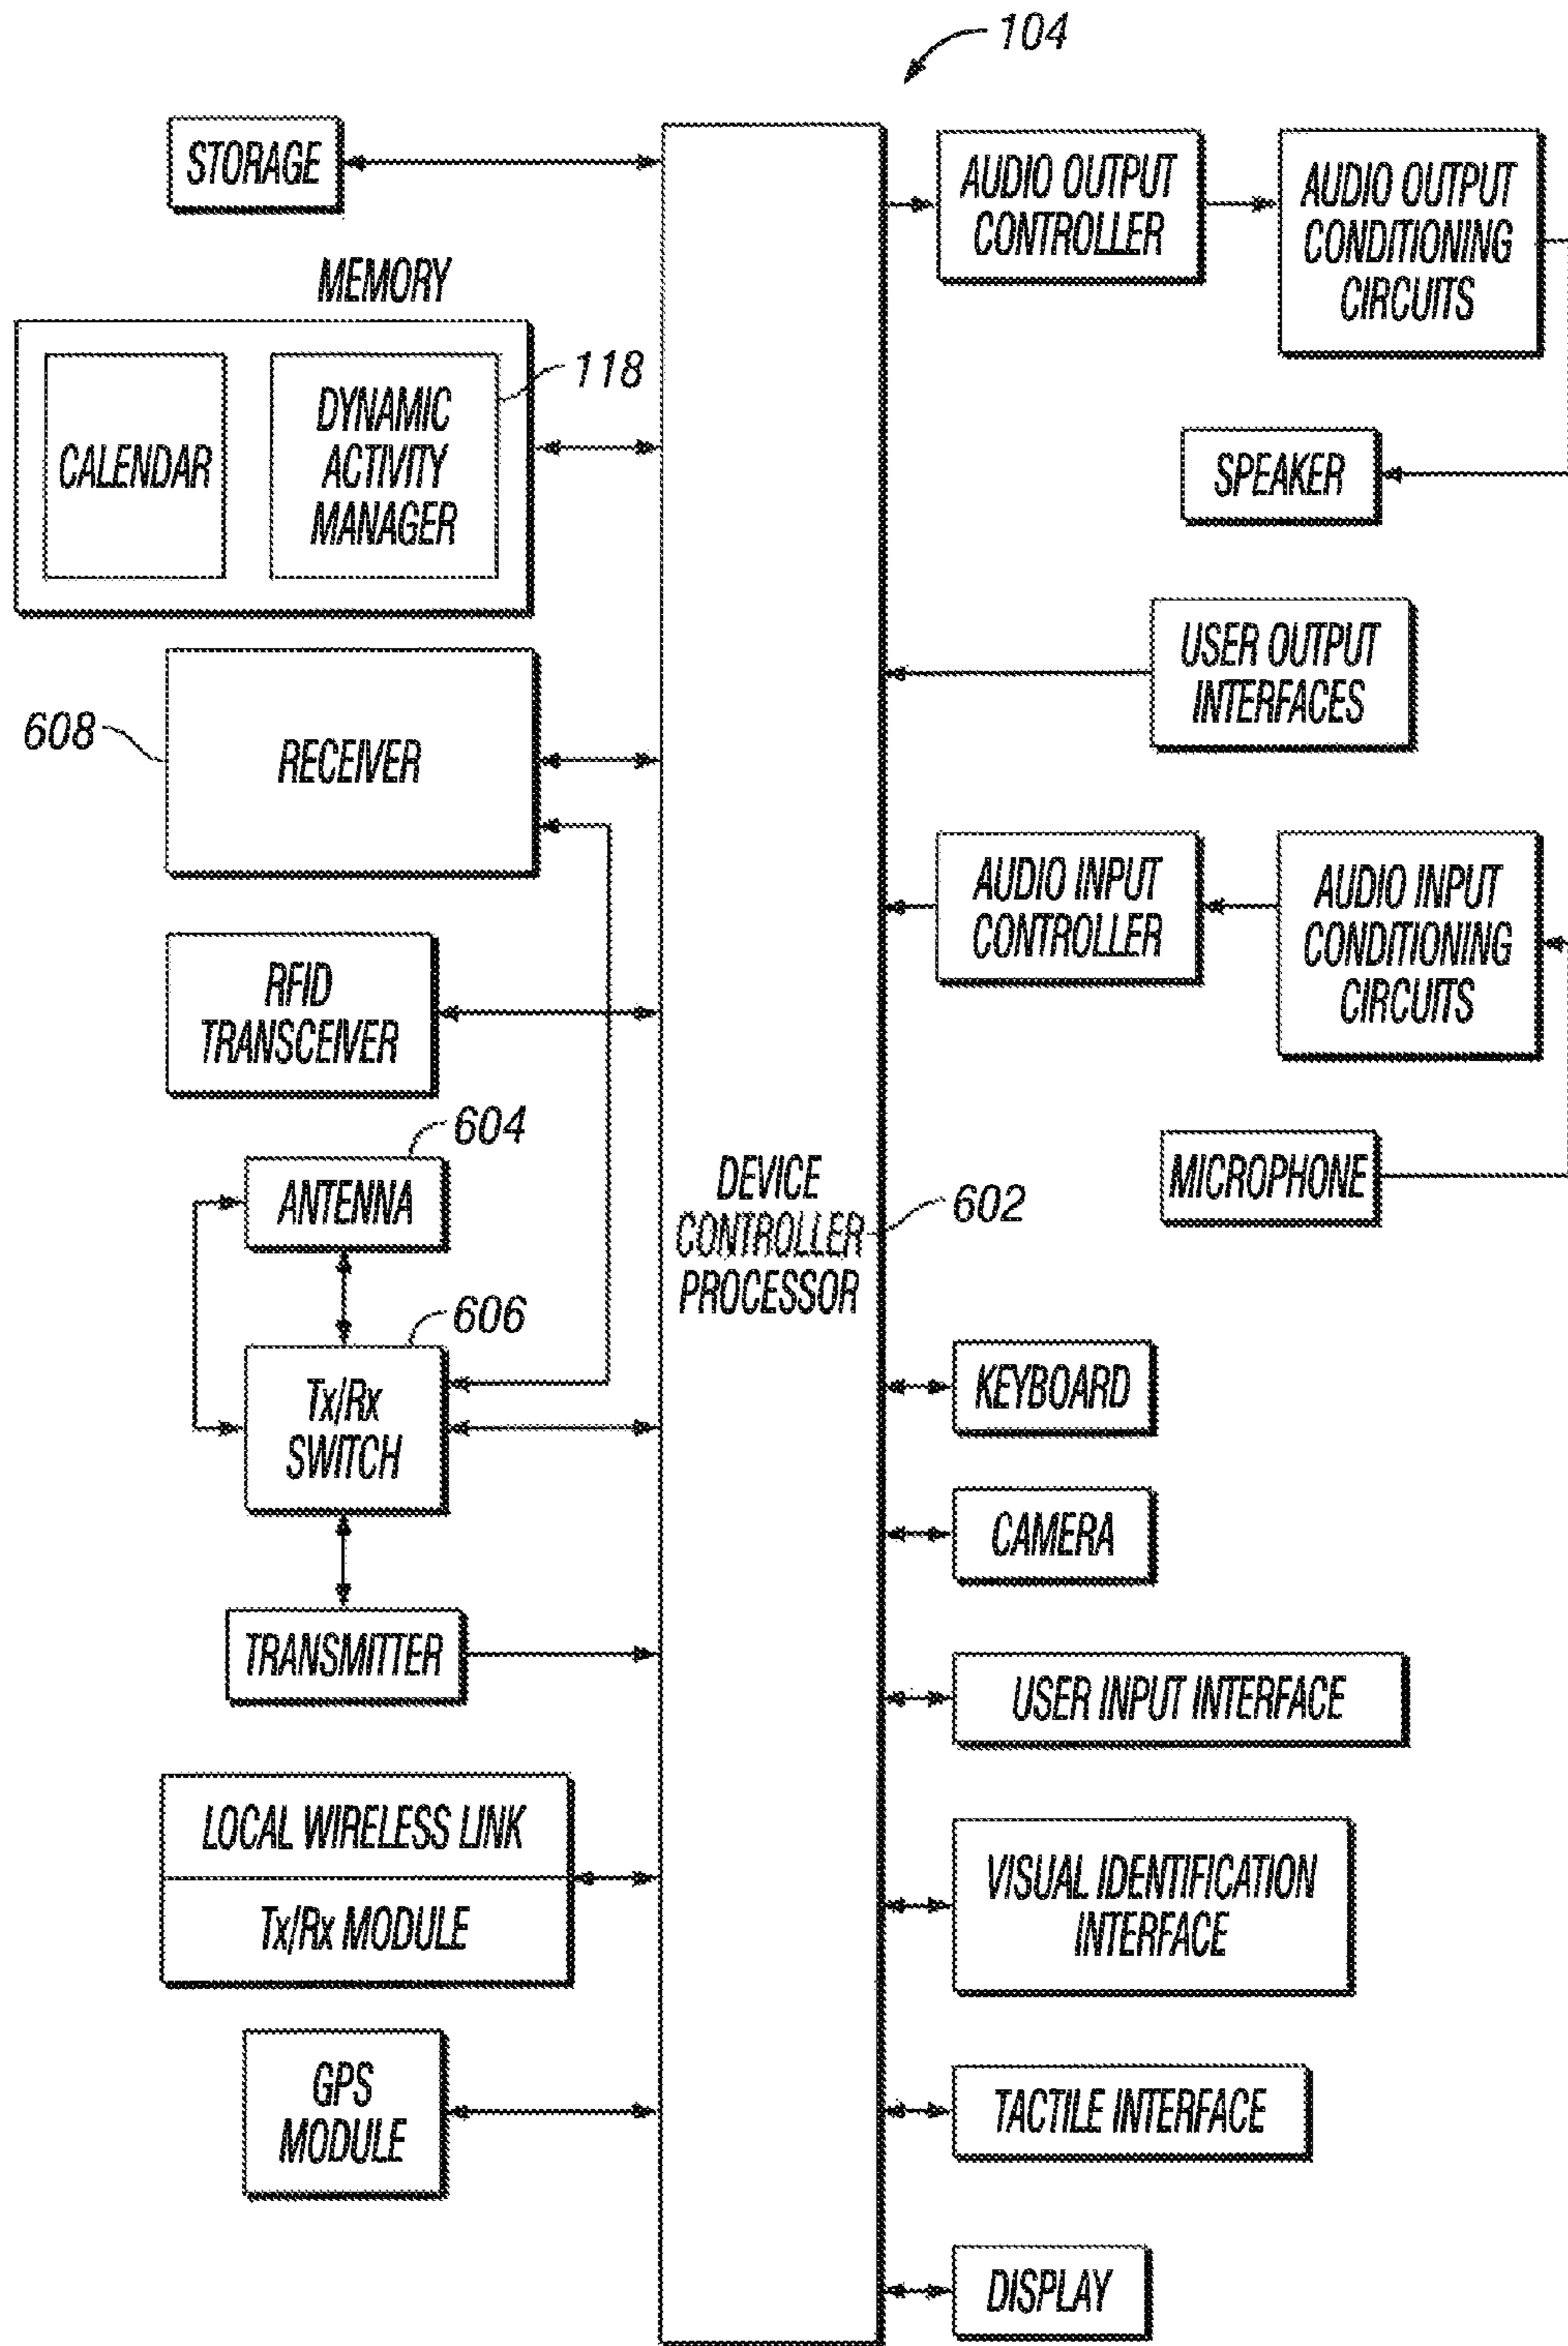 104
STORAGE
MEMORY
CALENDAR
DYNAMIC
ACTIVITY
MANAGER
118
608
RECEIVER
RFID
TRANSCEIVER
604
ANTENNA
606
Tx/Rx
SWITCH
TRANSMITTER
LOCAL WIRELESS LINK
Tx/Rx MODULE
GPS
MODULE
DEVICE
CONTROLLER
PROCESSOR
602
AUDIO OUTPUT
CONTROLLER
AUDIO OUTPUT
CONDITIONING
CIRCUITS
SPEAKER
USER OUTPUT
INTERFACES
AUDIO INPUT
CONTROLLER
AUDIO INPUT
CONDITIONING
CIRCUITS
MICROPHONE
KEYBOARD
CAMERA
USER INPUT INTERFACE
VISUAL IDENTIFICATION
INTERFACE
TACTILE INTERFACE
DISPLAY